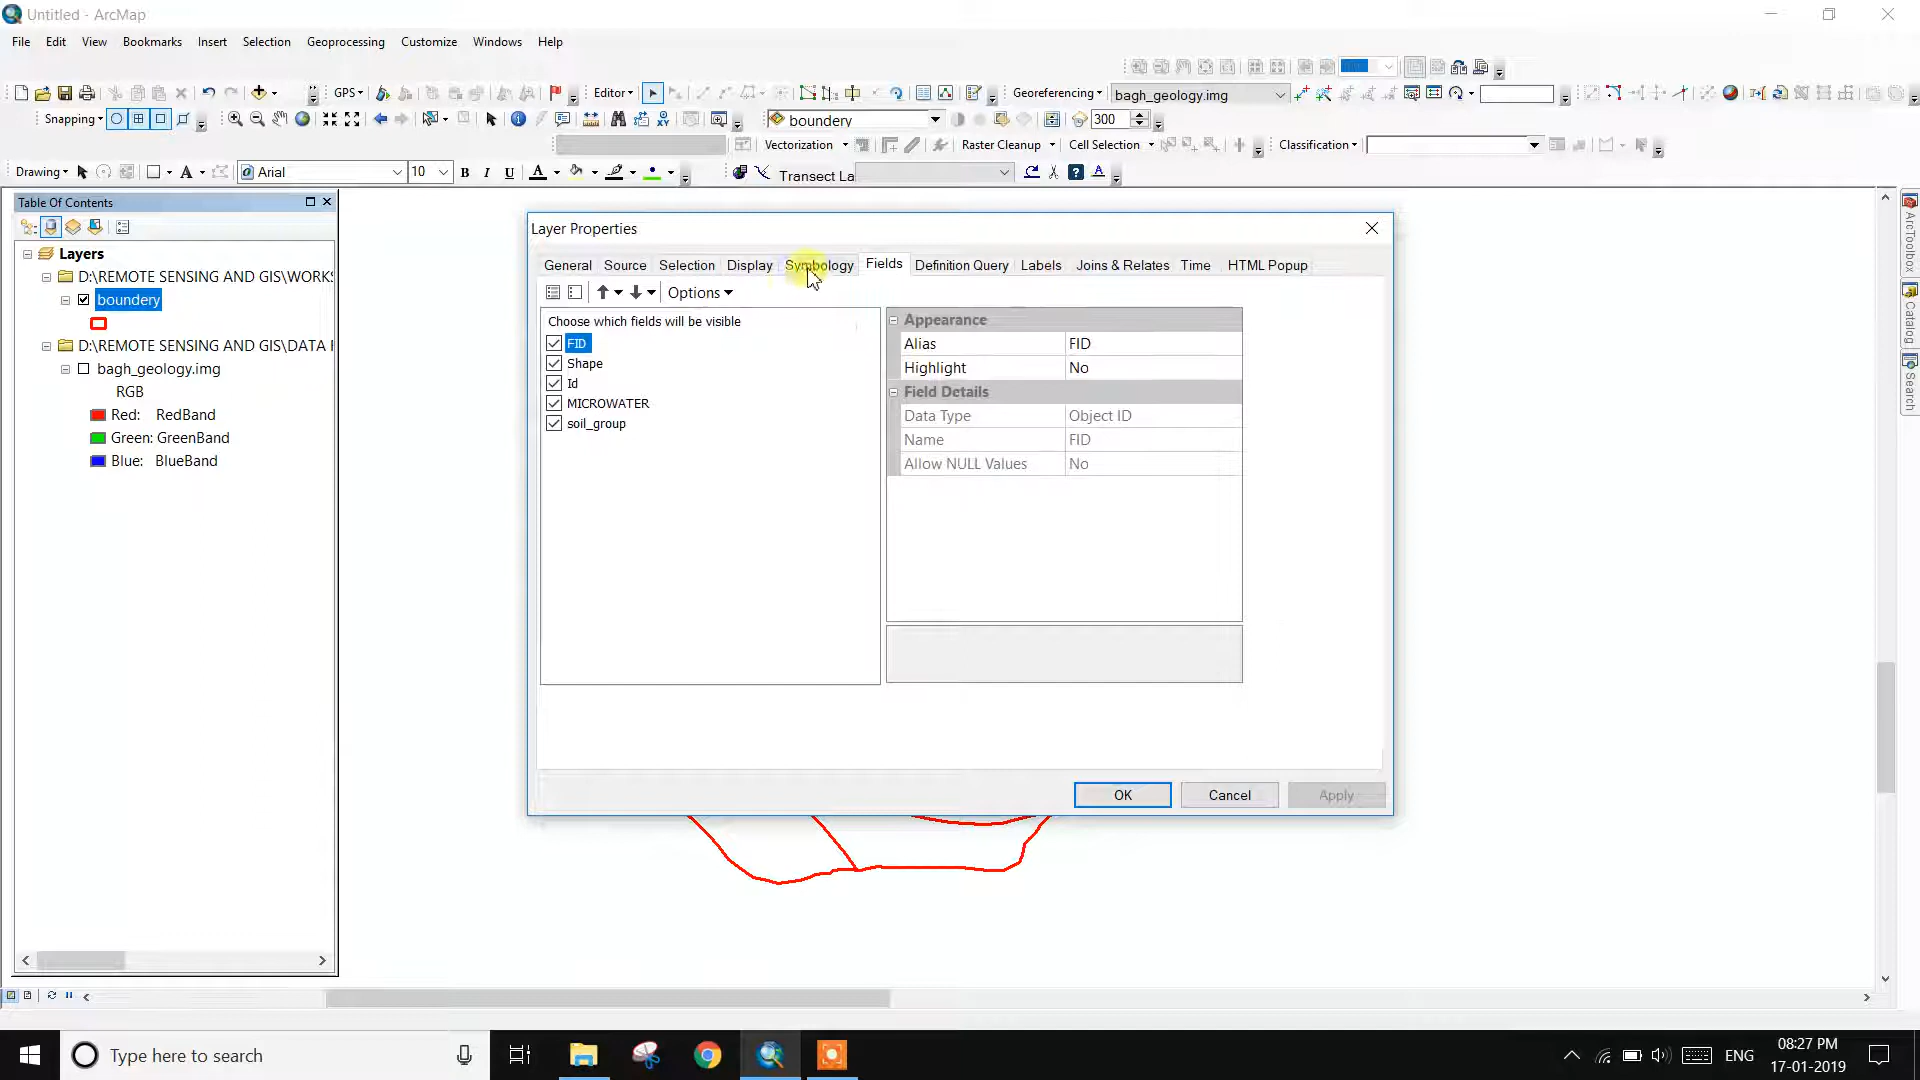 Untitled - ArcMap
File Edit View Bookmarks Insert Selection Geoprocessing Customize Windows Help
GPS Editor Georeferencing bagh_geology.img
Snapping boundery 300
Vectorization Raster Cleanup Cell Selection Classification
Drawing Arial 10 B I U A Transect La
Table Of Contents
Layers
D:\REMOTE SENSING AND GIS\WORKS
boundery
D:\REMOTE SENSING AND GIS\DATA
bagh_geology.img
RGB
Red: RedBand
Green: GreenBand
Blue: BlueBand
Layer Properties
General Source Selection Display Symbology Fields Definition Query Labels Joins & Relates Time HTML Popup
Options
Choose which fields will be visible
FID
Shape
Id
MICROWATER
soil_group
Appearance
Alias FID
Highlight No
Field Details
Data Type Object ID
Name FID
Allow NULL Values No
OK Cancel Apply
ArcToolbox
Catalog
Search
Type here to search
ENG
08:27 PM
17-01-2019